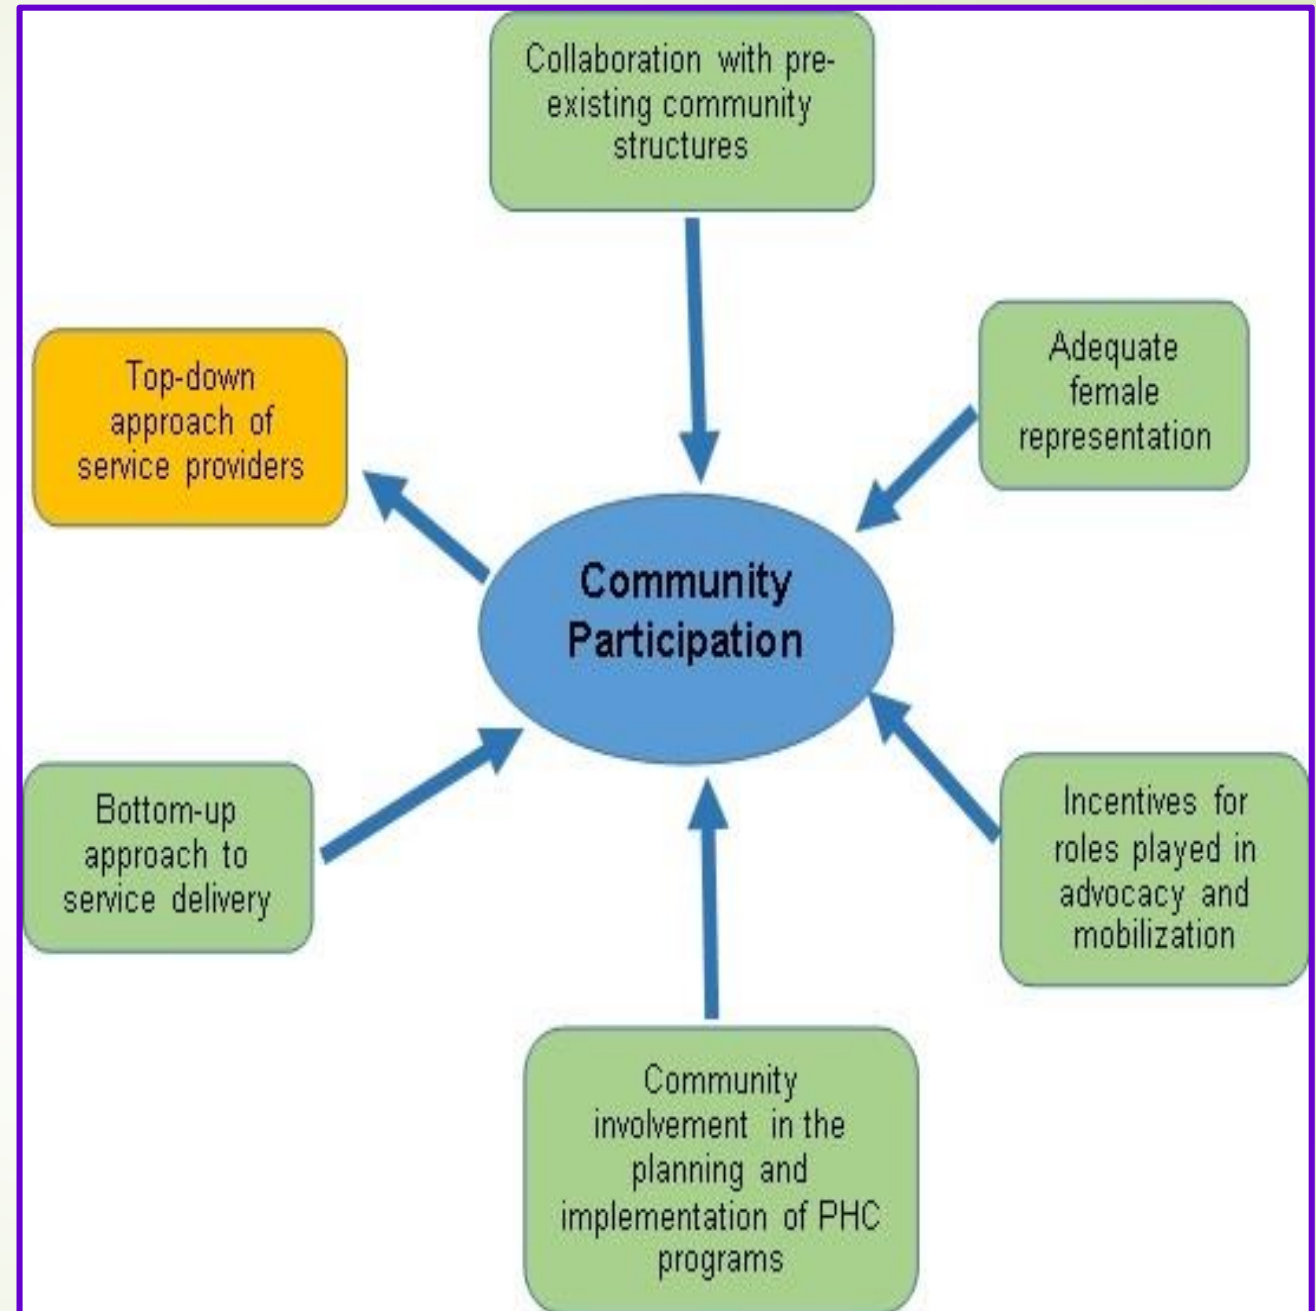 Collaboration with pre-
existing community
structures
Top-down
approach of
service providers
Adequate
female
representation
Community
Participation
Bottom-up
approach to
service delivery
Incentives for
roles played in
advocacy and
mobilization
Community
involvement in the
planning and
implementation of PHC
programs